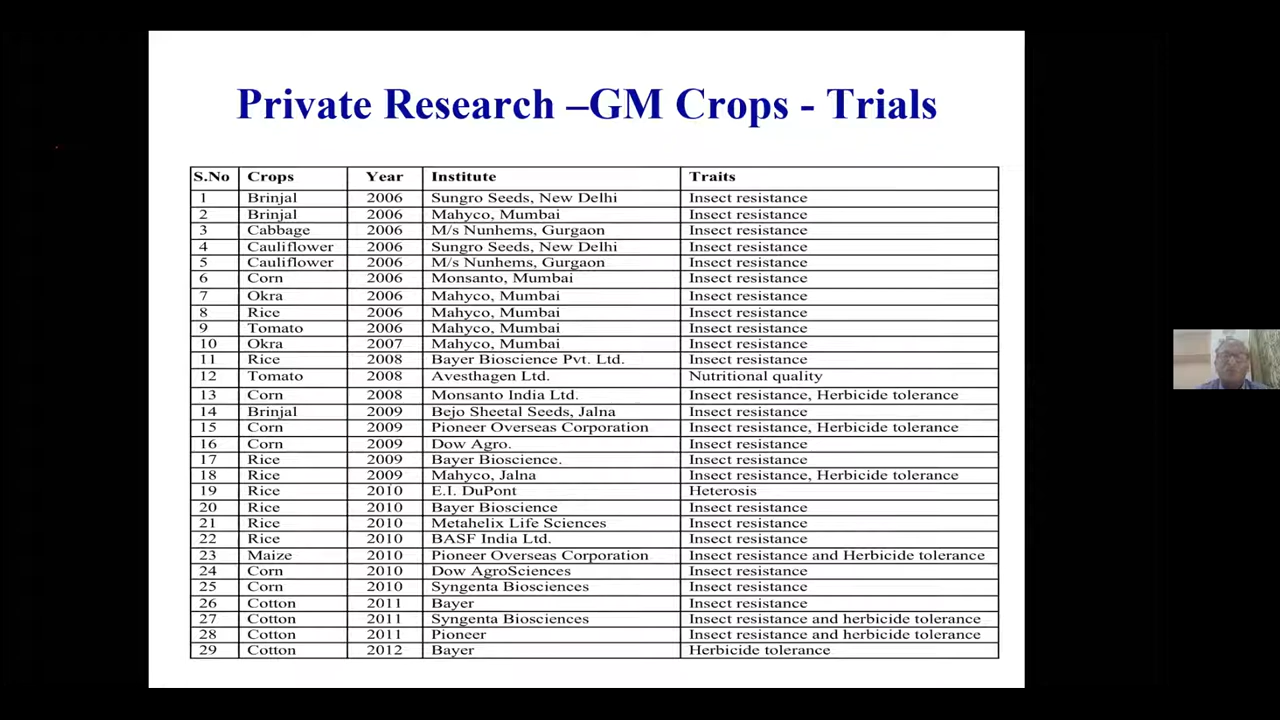 Private Research –GM Crops - Trials
S.No Crops Year Institute Traits
1 Brinjal 2006 Sungro Seeds, New Delhi Insect resistance
2 Brinjal 2006 Mahyco, Mumbai Insect resistance
3 Cabbage 2006 M/s Nunhems, Gurgaon Insect resistance
4 Cauliflower 2006 Sungro Seeds, New Delhi Insect resistance
5 Cauliflower 2006 M/s Nunhems, Gurgaon Insect resistance
6 Corn 2006 Monsanto, Mumbai Insect resistance
7 Okra 2006 Mahyco, Mumbai Insect resistance
8 Rice 2006 Mahyco, Mumbai Insect resistance
9 Tomato 2006 Mahyco, Mumbai Insect resistance
10 Okra 2007 Mahyco, Mumbai Insect resistance
11 Rice 2008 Bayer Bioscience Pvt. Ltd. Insect resistance
12 Tomato 2008 Avesthagen Ltd. Nutritional quality
13 Corn 2008 Monsanto India Ltd. Insect resistance, Herbicide tolerance
14 Brinjal 2009 Bejo Sheetal Seeds, Jalna Insect resistance
15 Corn 2009 Pioneer Overseas Corporation Insect resistance, Herbicide tolerance
16 Corn 2009 Dow Agro. Insect resistance
17 Rice 2009 Bayer Bioscience. Insect resistance
18 Rice 2009 Mahyco, Jalna Insect resistance, Herbicide tolerance
19 Rice 2010 E.I. DuPont Heterosis
20 Rice 2010 Bayer Bioscience Insect resistance
21 Rice 2010 Metahelix Life Sciences Insect resistance
22 Rice 2010 BASF India Ltd. Insect resistance
23 Maize 2010 Pioneer Overseas Corporation Insect resistance and Herbicide tolerance
24 Corn 2010 Dow AgroSciences Insect resistance
25 Corn 2010 Syngenta Biosciences Insect resistance
26 Cotton 2011 Bayer Insect resistance
27 Cotton 2011 Syngenta Biosciences Insect resistance and herbicide tolerance
28 Cotton 2011 Pioneer Insect resistance and herbicide tolerance
29 Cotton 2012 Bayer Herbicide tolerance